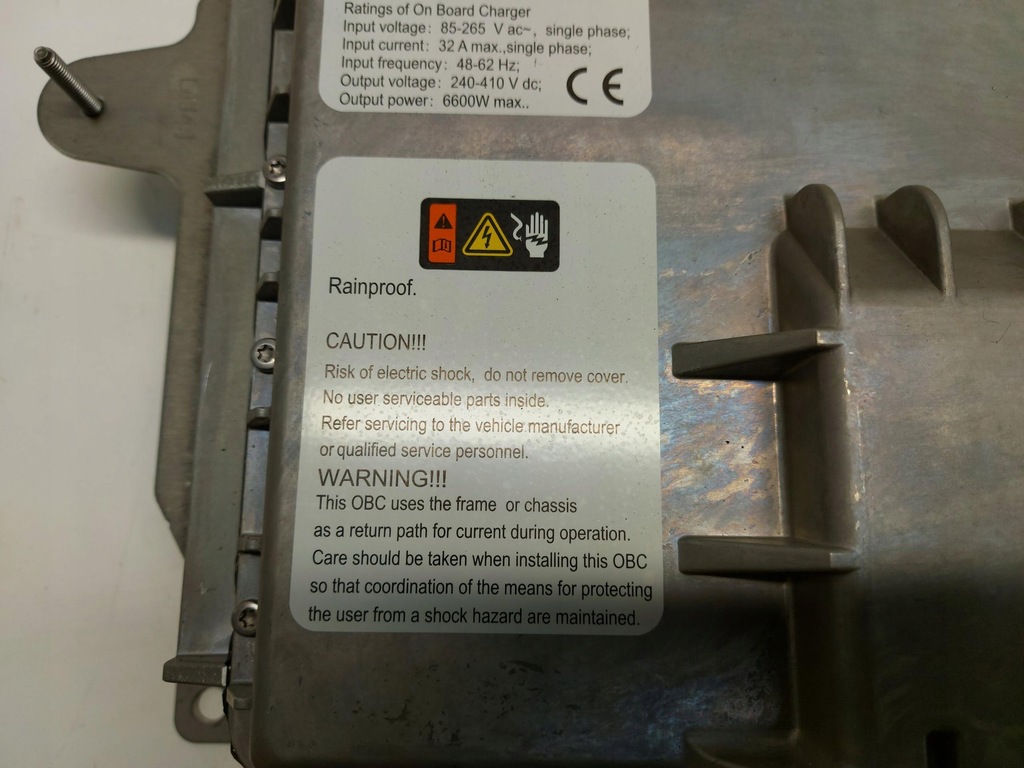 Ratings of On Board Charger
Input voltage: 85-265 V ac~, single phase;
Input current: 32 A max.,single phase;
Input frequency: 48-62 Hz;
Output voltage: 240-410 V dc;
Output power: 6600W max..
CE
Rainproof.
CAUTION!!!
Risk of electric shock, do not remove cover.
No user serviceable parts inside.
Refer servicing to the vehicle manufacturer
or qualified service personnel.
WARNING!!!
This OBC uses the frame or chassis
as a return path for current during operation.
Care should be taken when installing this OBC
so that coordination of the means for protecting
the user from a shock hazard are maintained.